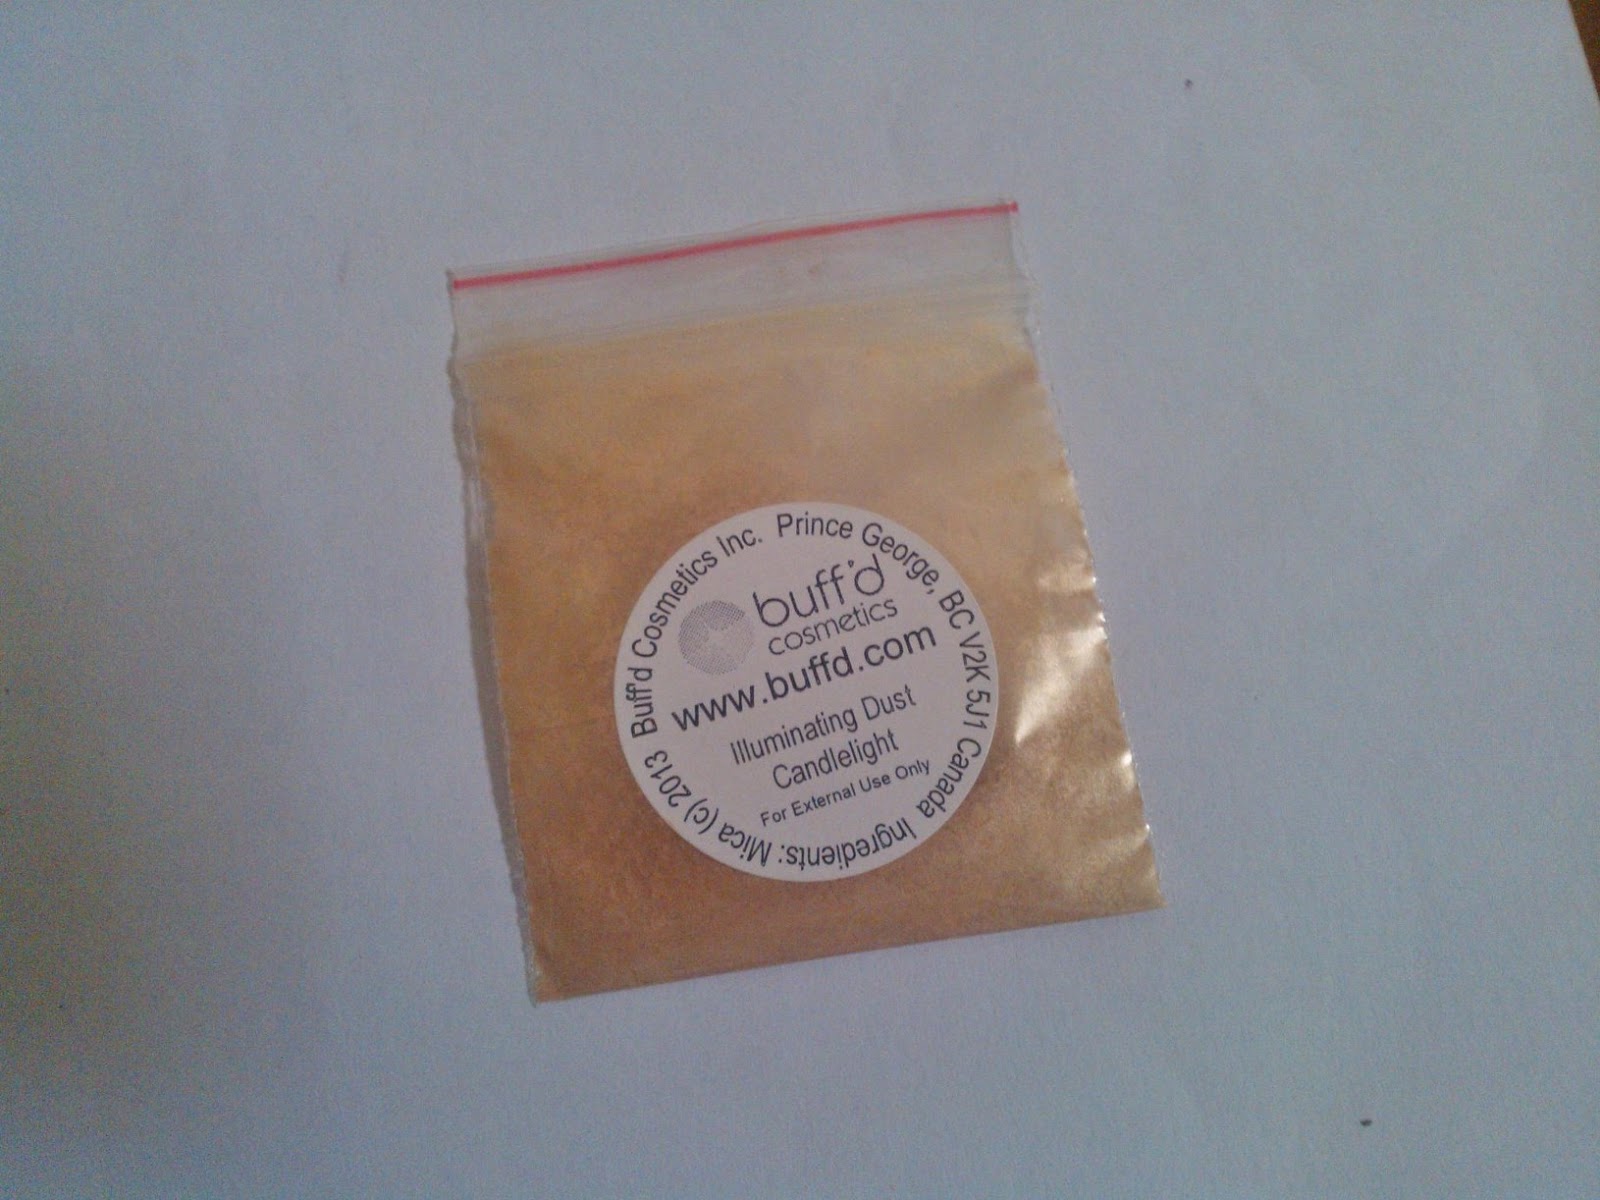 Buff'd Cosmetics Inc. Prince George, BC V2K 5J1 Canada Ingredients: Mica (c) 2013
buff'd
cosmetics
www.buffd.com
Illuminating Dust
Candlelight
For External Use Only